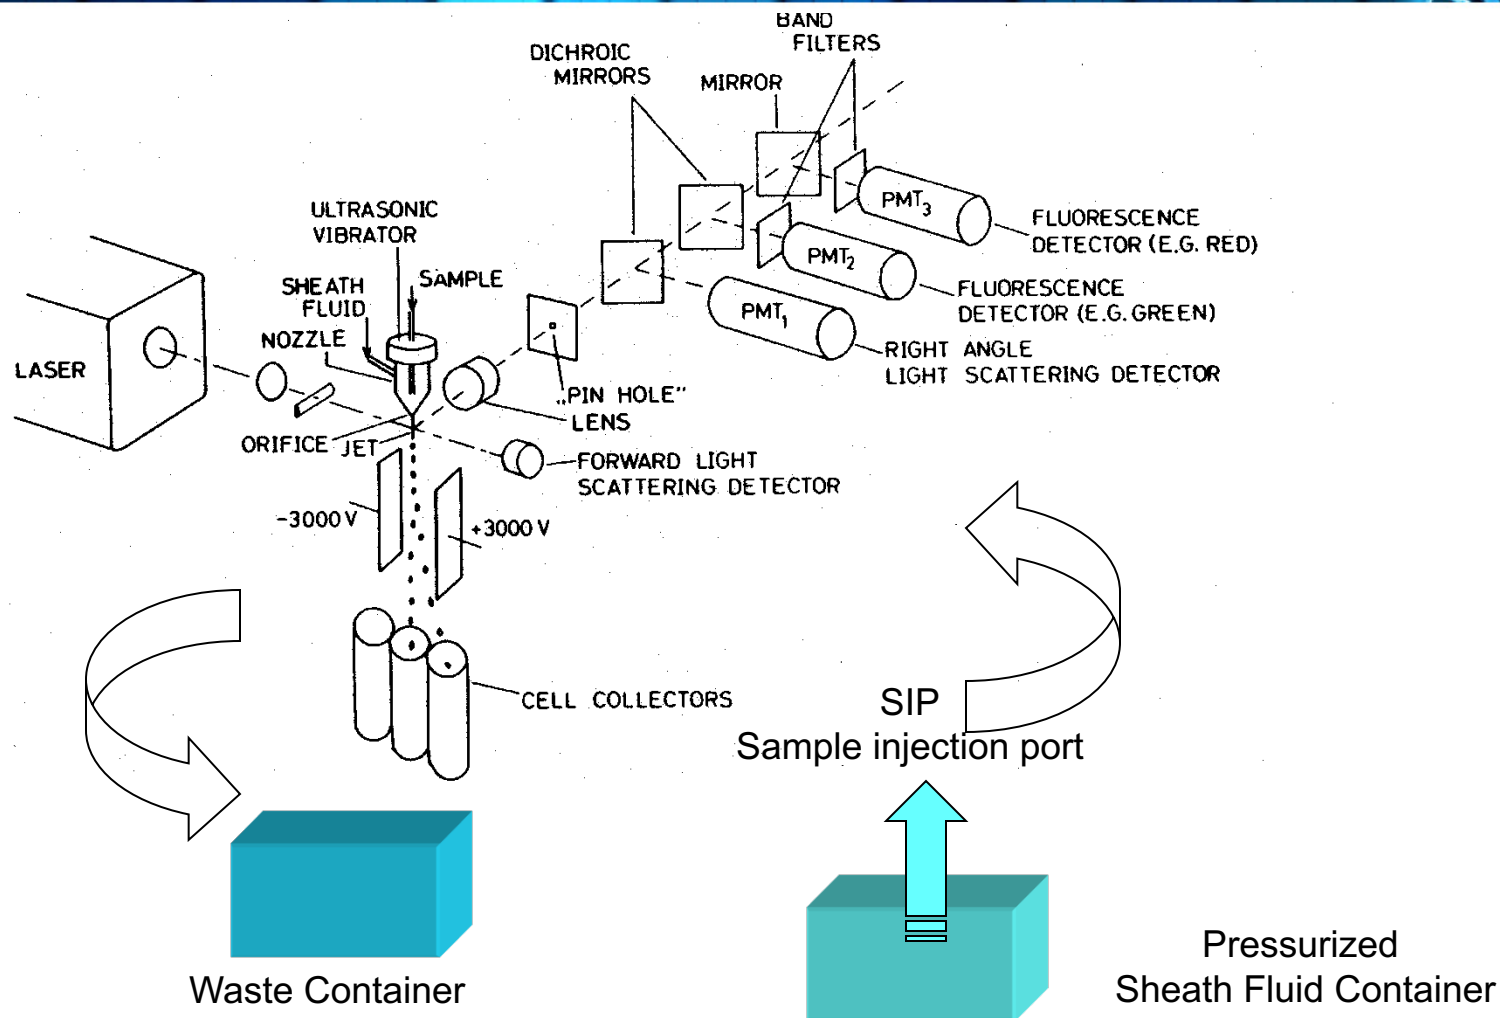 BAND
FILTERS
DICHROIC
MIRRORS
MIRROR
PMT3
FLUORESCENCE
DETECTOR (E.G. RED)
PMT2
FLUORESCENCE
DETECTOR (E.G. GREEN)
PMT1
RIGHT ANGLE
LIGHT SCATTERING DETECTOR
ULTRASONIC
VIBRATOR
SAMPLE
SHEATH
FLUID
NOZZLE
LASER
„PIN HOLE"
LENS
ORIFICE
JET
FORWARD LIGHT
SCATTERING DETECTOR
-3000 V
+3000 V
CELL COLLECTORS
SIP
Sample injection port
Waste Container
Pressurized
Sheath Fluid Container